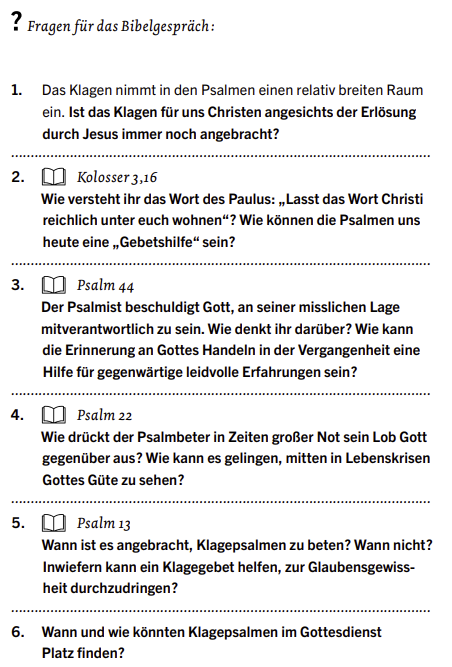 ? Fragen für das Bibelgespräch:
1. Das Klagen nimmt in den Psalmen einen relativ breiten Raum
ein. Ist das Klagen für uns Christen angesichts der Erlösung
durch Jesus immer noch angebracht?
2. Kolosser 3,16
Wie versteht ihr das Wort des Paulus: „Lasst das Wort Christi
reichlich unter euch wohnen“? Wie können die Psalmen uns
heute eine „Gebetshilfe“ sein?
3. Psalm 44
Der Psalmist beschuldigt Gott, an seiner misslichen Lage
mitverantwortlich zu sein. Wie denkt ihr darüber? Wie kann
die Erinnerung an Gottes Handeln in der Vergangenheit eine
Hilfe für gegenwärtige leidvolle Erfahrungen sein?
4. Psalm 22
Wie drückt der Psalmbeter in Zeiten großer Not sein Lob Gott
gegenüber aus? Wie kann es gelingen, mitten in Lebenskrisen
Gottes Güte zu sehen?
5. Psalm 13
Wann ist es angebracht, Klagepsalmen zu beten? Wann nicht?
Inwiefern kann ein Klagegebet helfen, zur Glaubensgewiss-
heit durchzudringen?
6. Wann und wie könnten Klagepsalmen im Gottesdienst
Platz finden?